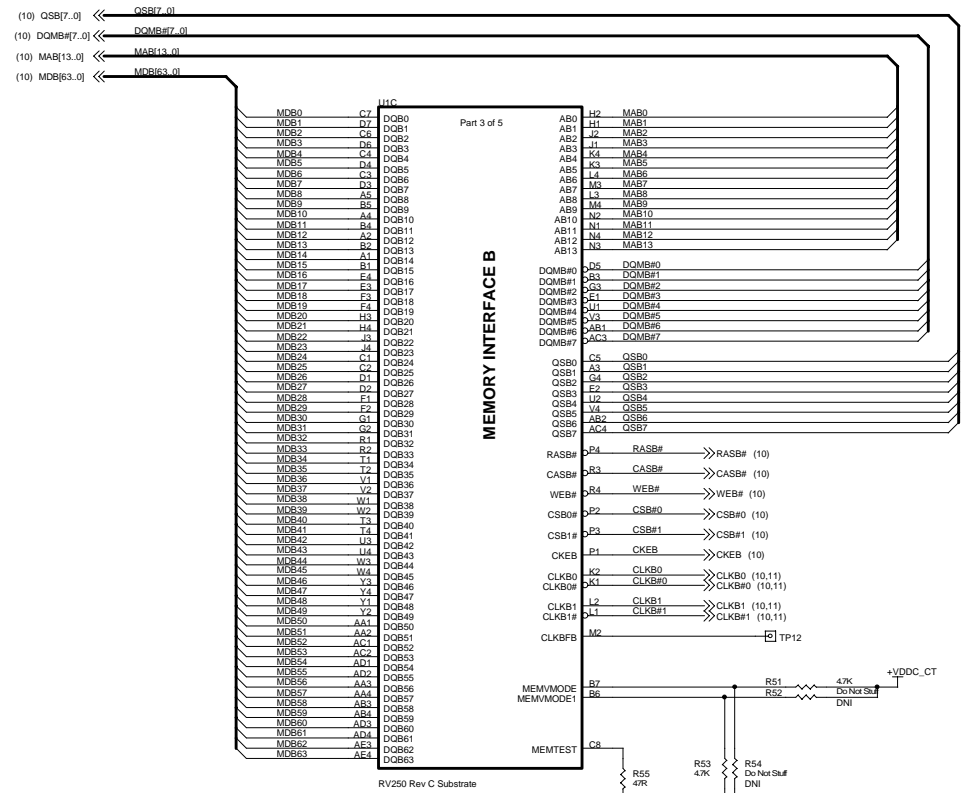 (10) QSB[7..0] QSB[7..0]
(10) DQMB#[7..0] DQMB#[7..0]
(10) MAB[13..0] MAB[13..0]
(10) MDB[63..0] MDB[63..0]
U1C
Part 3 of 5
MEMORY INTERFACE B
MDB0 C7 DQB0
MDB1 D7 DQB1
MDB2 C6 DQB2
MDB3 D6 DQB3
MDB4 C4 DQB4
MDB5 D4 DQB5
MDB6 C3 DQB6
MDB7 D3 DQB7
MDB8 A5 DQB8
MDB9 B5 DQB9
MDB10 A4 DQB10
MDB11 B4 DQB11
MDB12 A2 DQB12
MDB13 B2 DQB13
MDB14 A1 DQB14
MDB15 B1 DQB15
MDB16 E4 DQB16
MDB17 E3 DQB17
MDB18 F3 DQB18
MDB19 F4 DQB19
MDB20 H3 DQB20
MDB21 H4 DQB21
MDB22 J3 DQB22
MDB23 J4 DQB23
MDB24 C1 DQB24
MDB25 C2 DQB25
MDB26 D1 DQB26
MDB27 D2 DQB27
MDB28 F1 DQB28
MDB29 F2 DQB29
MDB30 G1 DQB30
MDB31 G2 DQB31
MDB32 R1 DQB32
MDB33 R2 DQB33
MDB34 T1 DQB34
MDB35 T2 DQB35
MDB36 V1 DQB36
MDB37 V2 DQB37
MDB38 W1 DQB38
MDB39 W2 DQB39
MDB40 T3 DQB40
MDB41 T4 DQB41
MDB42 U3 DQB42
MDB43 U4 DQB43
MDB44 W3 DQB44
MDB45 W4 DQB45
MDB46 Y3 DQB46
MDB47 Y4 DQB47
MDB48 Y1 DQB48
MDB49 Y2 DQB49
MDB50 AA1 DQB50
MDB51 AA2 DQB51
MDB52 AC1 DQB52
MDB53 AC2 DQB53
MDB54 AD1 DQB54
MDB55 AD2 DQB55
MDB56 AA3 DQB56
MDB57 AA4 DQB57
MDB58 AB3 DQB58
MDB59 AB4 DQB59
MDB60 AD3 DQB60
MDB61 AD4 DQB61
MDB62 AE3 DQB62
MDB63 AE4 DQB63
AB0 H2 MAB0
AB1 H1 MAB1
AB2 J2 MAB2
AB3 J1 MAB3
AB4 K4 MAB4
AB5 K3 MAB5
AB6 L4 MAB6
AB7 M3 MAB7
AB8 L3 MAB8
AB9 M4 MAB9
AB10 N2 MAB10
AB11 N1 MAB11
AB12 N4 MAB12
AB13 N3 MAB13
DQMB#0 D5 DQMB#0
DQMB#1 B3 DQMB#1
DQMB#2 G3 DQMB#2
DQMB#3 E1 DQMB#3
DQMB#4 U1 DQMB#4
DQMB#5 V3 DQMB#5
DQMB#6 AB1 DQMB#6
DQMB#7 AC3 DQMB#7
QSB0 C5 QSB0
QSB1 A3 QSB1
QSB2 G4 QSB2
QSB3 E2 QSB3
QSB4 U2 QSB4
QSB5 V4 QSB5
QSB6 AB2 QSB6
QSB7 AC4 QSB7
RASB# P4 RASB# RASB# (10)
CASB# R3 CASB# CASB# (10)
WEB# R4 WEB# WEB# (10)
CSB0# P2 CSB#0 CSB#0 (10)
CSB1# P3 CSB#1 CSB#1 (10)
CKEB P1 CKEB CKEB (10)
CLKB0 K2 CLKB0 CLKB0 (10,11)
CLKB0# K1 CLKB#0 CLKB#0 (10,11)
CLKB1 L2 CLKB1 CLKB1 (10,11)
CLKB1# L1 CLKB#1 CLKB#1 (10,11)
CLKBFB M2 TP12
+VDDC_CT
MEMVMODE B7 R51 4.7K
MEMVMODE1 B6 R52 Do Not Stuff
DNI
MEMTEST C8
R55
47R
R53
4.7K
R54
Do Not Stuff
DNI
RV250 Rev C Substrate